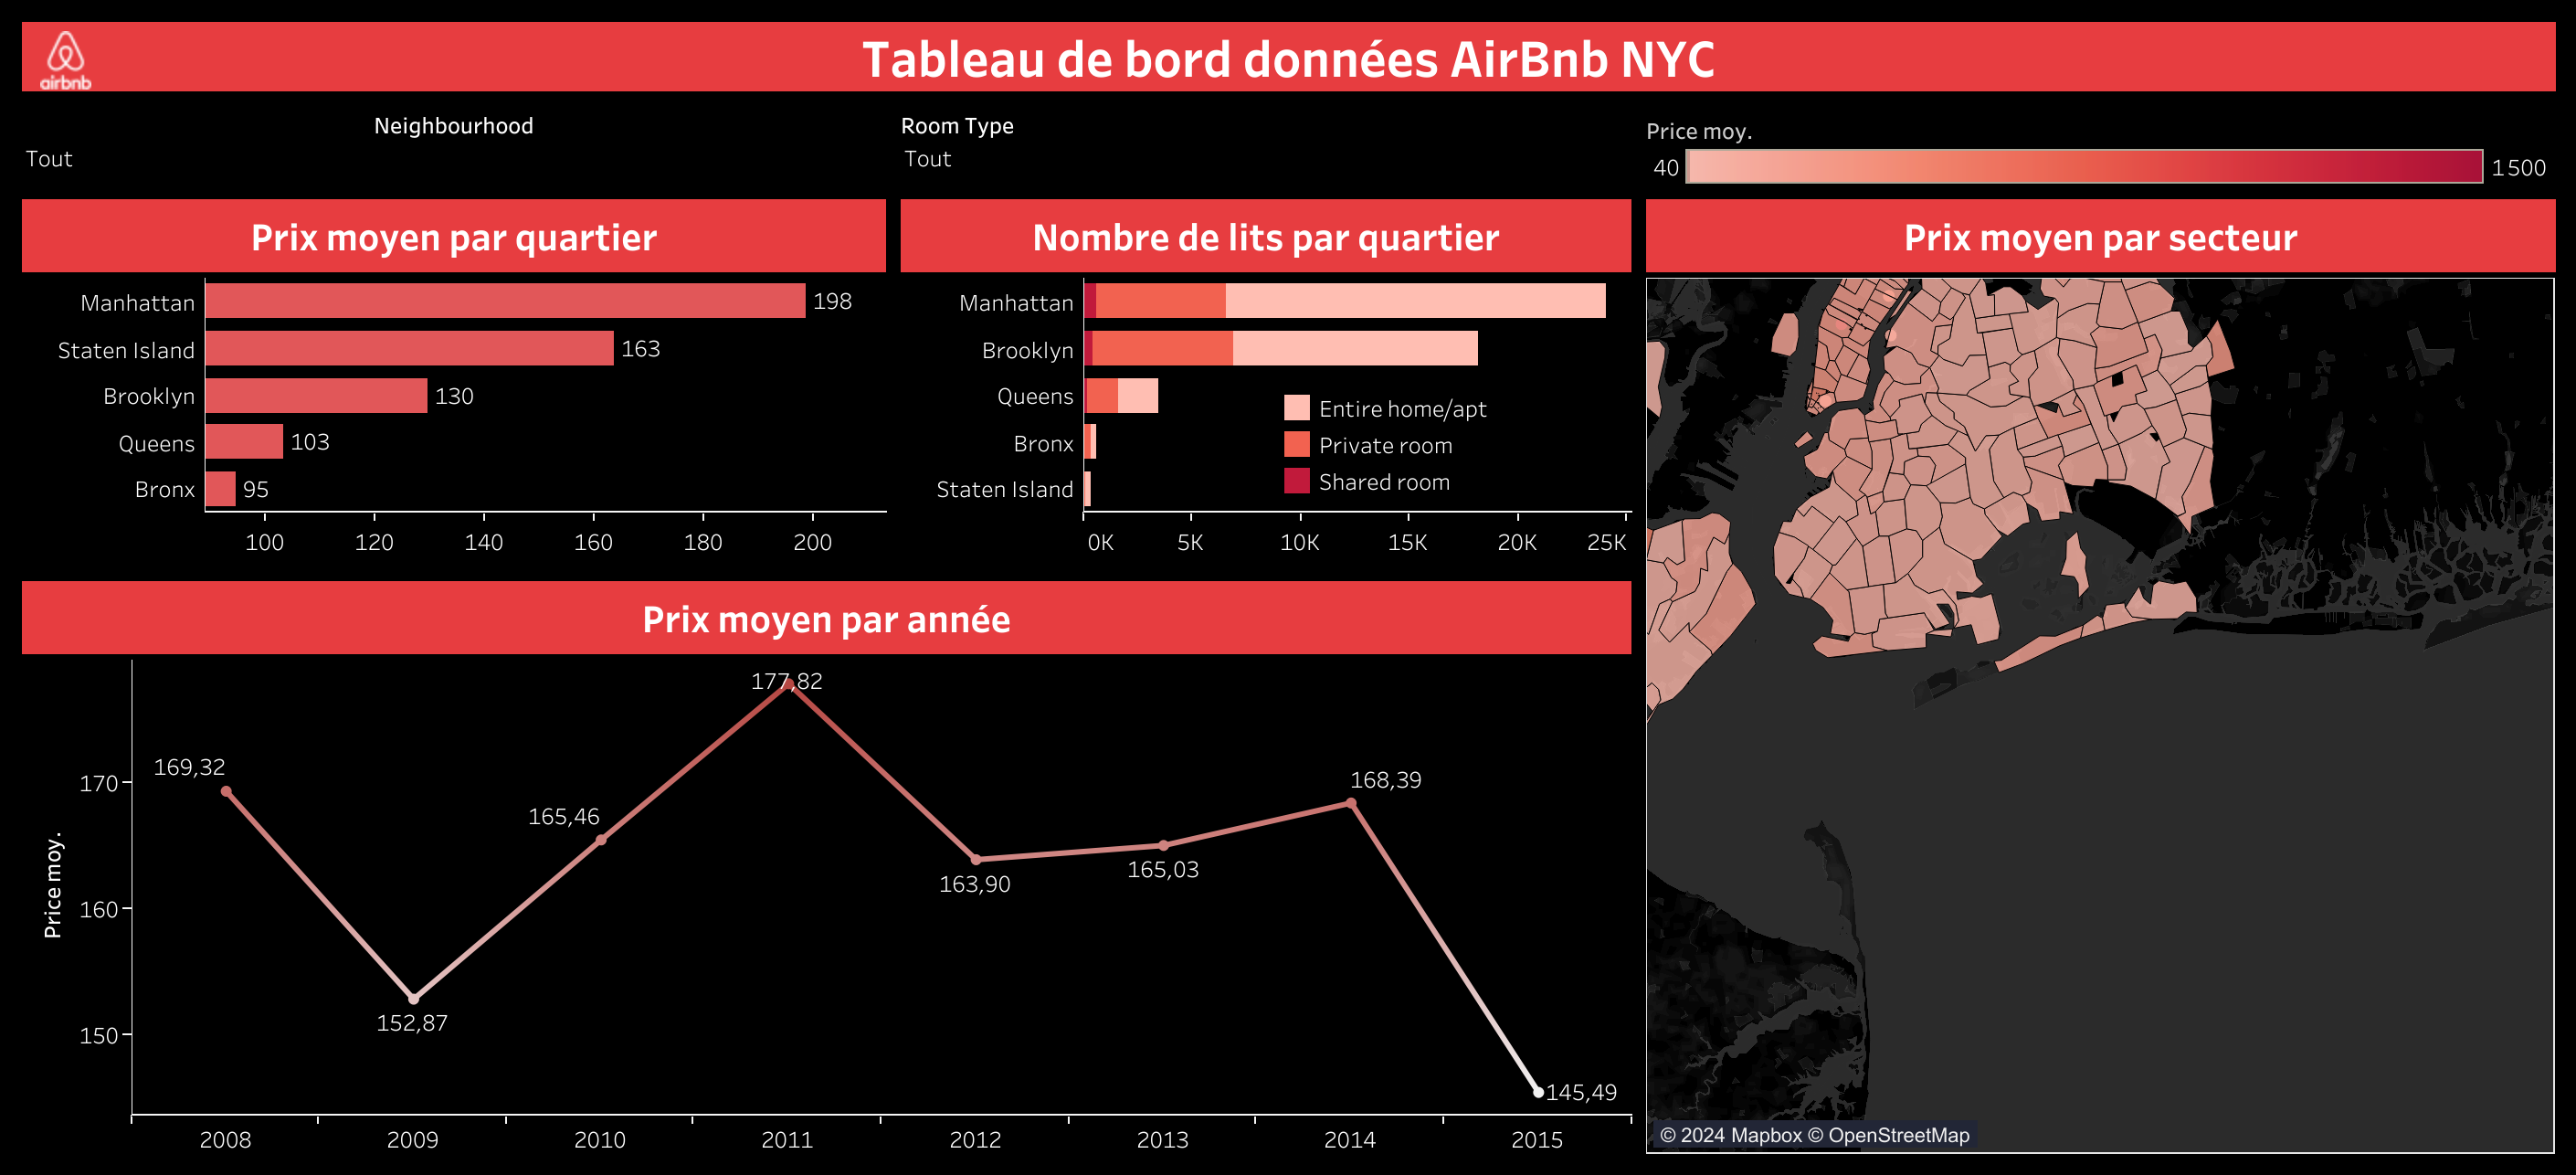 airbnb
Tableau de bord données AirBnb NYC
Neighbourhood
Tout
Room Type
Tout
Price moy.
40
1500
Prix moyen par quartier
Manhattan
198
Staten Island
163
Brooklyn
130
Queens
103
Bronx
95
100 120 140 160 180 200
Nombre de lits par quartier
Manhattan
Brooklyn
Queens
Bronx
Staten Island
Entire home/apt
Private room
Shared room
0K 5K 10K 15K 20K 25K
Prix moyen par secteur
© 2024 Mapbox © OpenStreetMap
Prix moyen par année
Price moy.
170
160
150
169,32
152,87
165,46
177,82
163,90
165,03
168,39
145,49
2008 2009 2010 2011 2012 2013 2014 2015